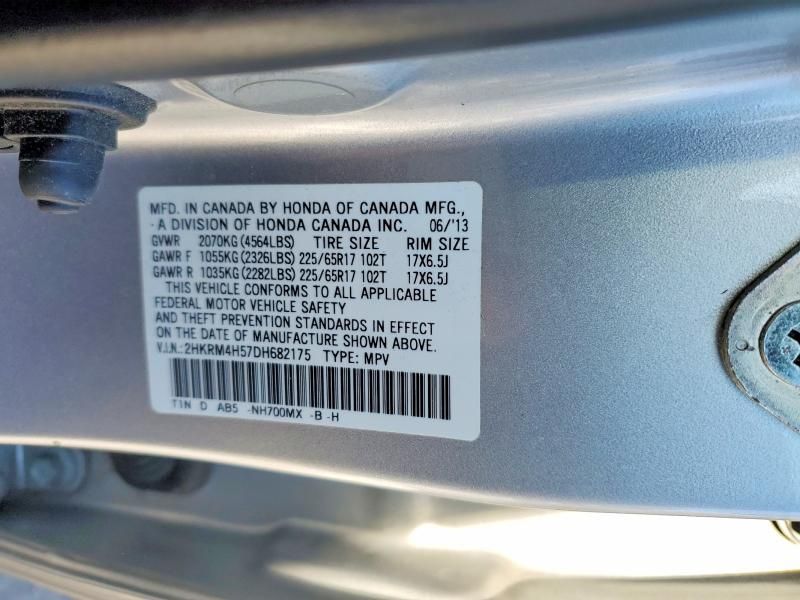 MFD. IN CANADA BY HONDA OF CANADA MFG.,
A DIVISION OF HONDA CANADA INC. 06/'13
GVWR 2070KG (4564LBS) TIRE SIZE RIM SIZE
GAWR F 1055KG (2326LBS) 225/65R17 102T 17X6.5J
GAWR R 1035KG (2282LBS) 225/65R17 102T 17X6.5J
THIS VEHICLE CONFORMS TO ALL APPLICABLE
FEDERAL MOTOR VEHICLE SAFETY
AND THEFT PREVENTION STANDARDS IN EFFECT
ON THE DATE OF MANUFACTURE SHOWN ABOVE.
V.I.N.:2HKRM4H57DH682175 TYPE: MPV
T1N D AB5 -NH700MX -B -H